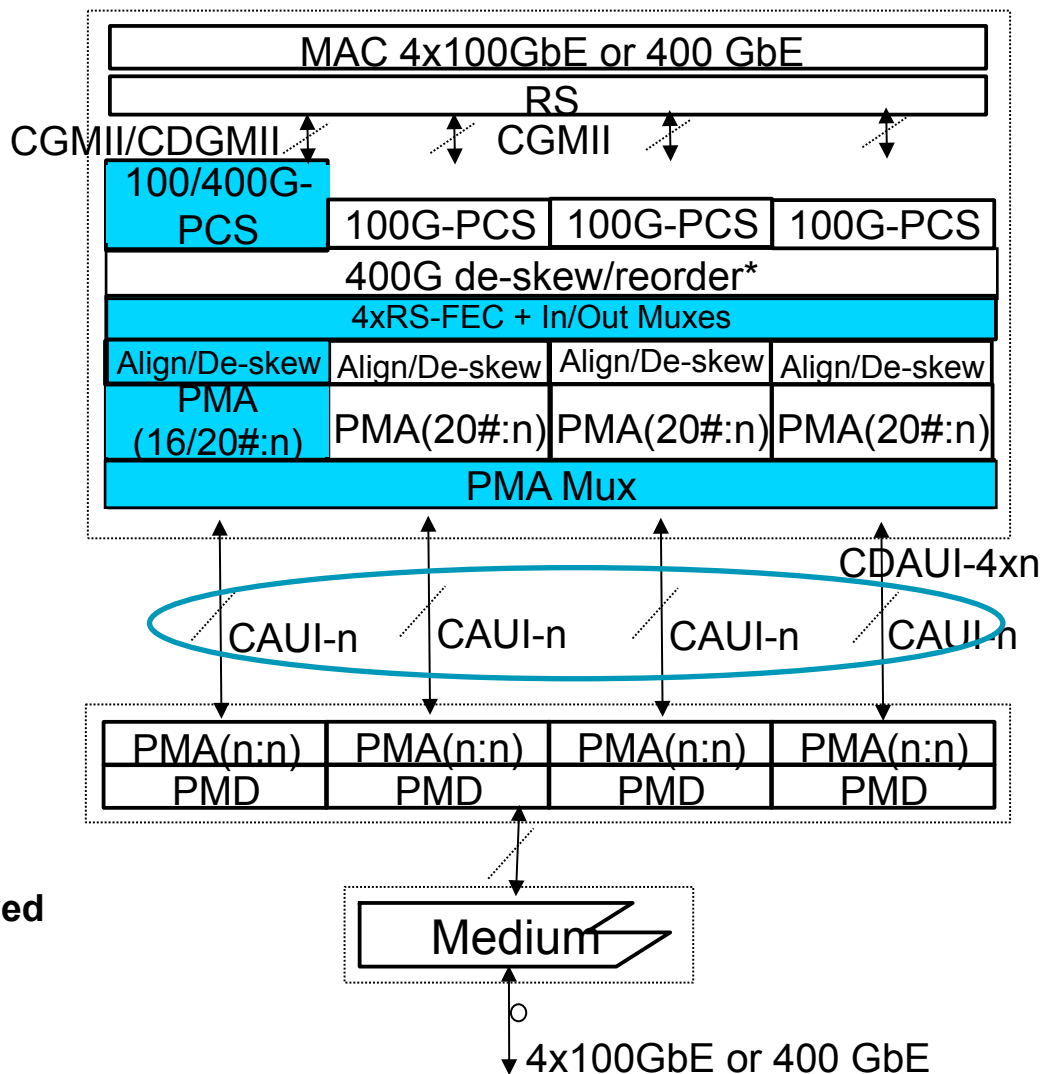 MAC 4x100GbE or 400 GbE
RS
CGMII/CDGMII
CGMII
100/400G-
PCS
100G-PCS
100G-PCS
100G-PCS
400G de-skew/reorder*
4xRS-FEC + In/Out Muxes
Align/De-skew
Align/De-skew
Align/De-skew
Align/De-skew
PMA
(16/20#:n)
PMA(20#:n)
PMA(20#:n)
PMA(20#:n)
PMA Mux
CDAUI-4xn
CAUI-n
CAUI-n
CAUI-n
CAUI-n
PMA(n:n)
PMA(n:n)
PMA(n:n)
PMA(n:n)
PMD
PMD
PMD
PMD
ed
Medium
4x100GbE or 400 GbE